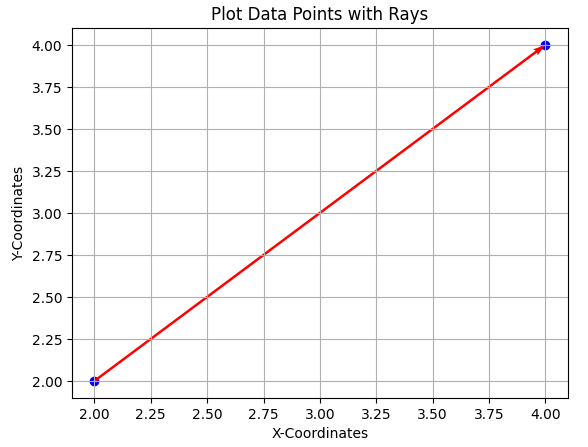 Plot Data Points with Rays
Y-Coordinates
4.00
3.75
3.50
3.25
3.00
2.75
2.50
2.25
2.00
2.00 2.25 2.50 2.75 3.00 3.25 3.50 3.75 4.00
X-Coordinates